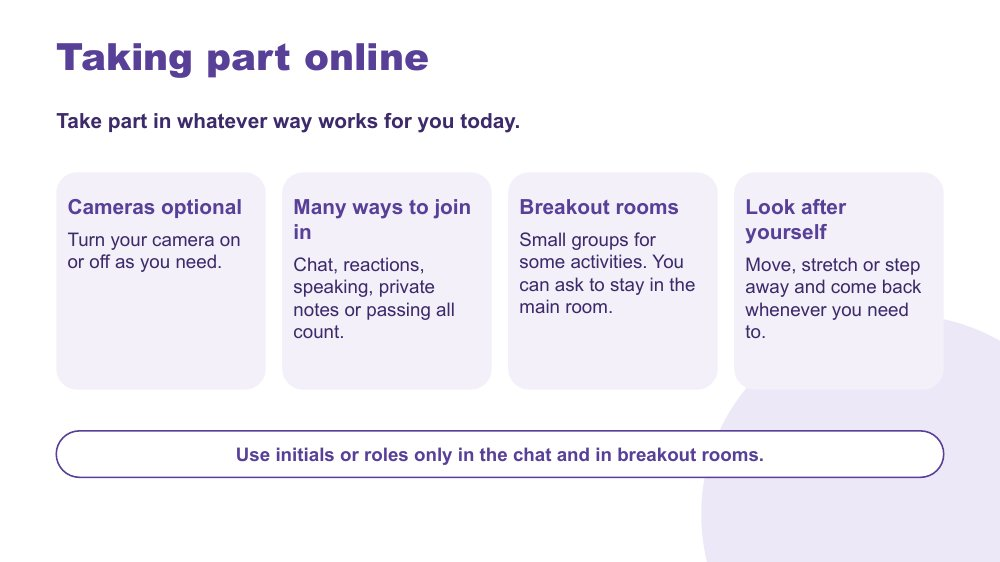 Taking part online
Take part in whatever way works for you today.
Cameras optional
Turn your camera on
or off as you need.
Many ways to join
in
Chat, reactions,
speaking, private
notes or passing all
count.
Breakout rooms
Small groups for
some activities. You
can ask to stay in the
main room.
Look after
yourself
Move, stretch or step
away and come back
whenever you need
to.
Use initials or roles only in the chat and in breakout rooms.